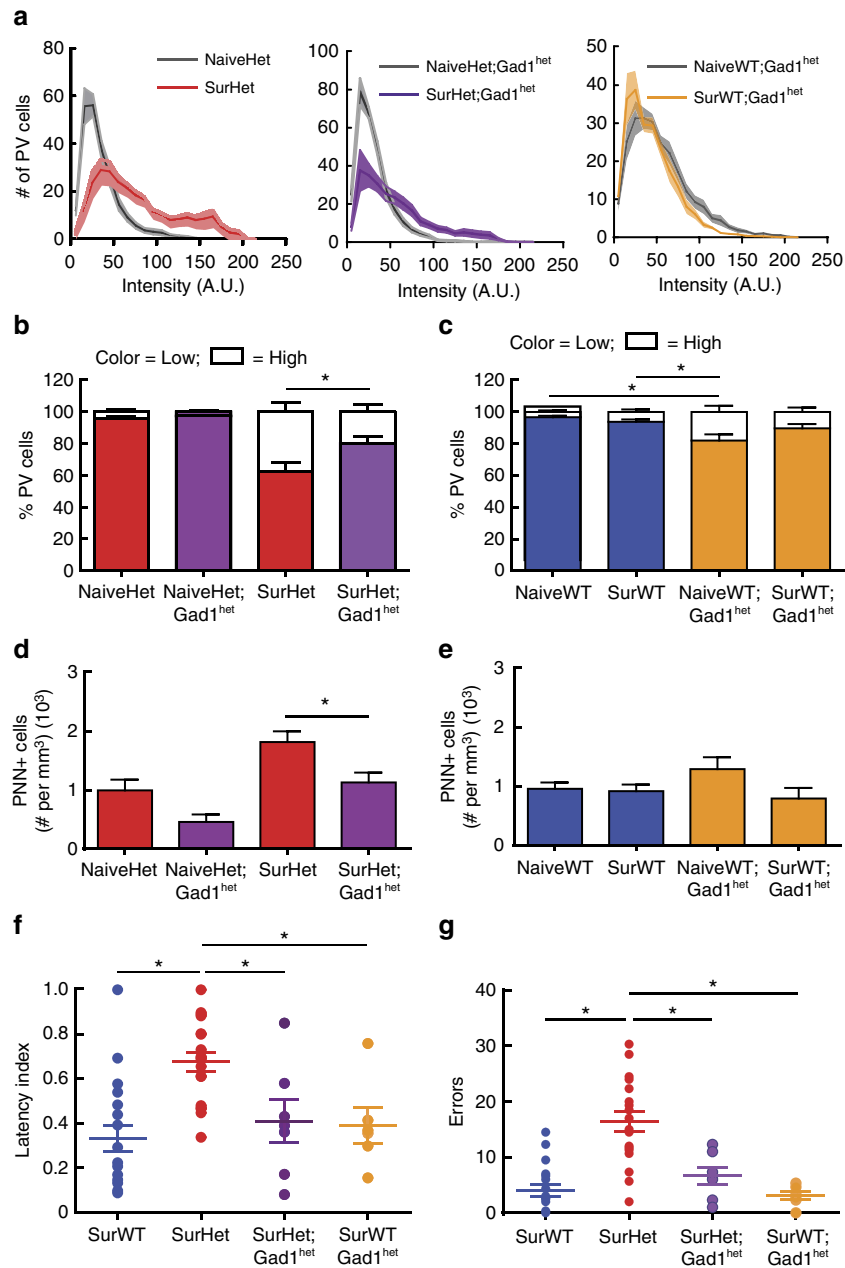 a
NaiveHet
SurHet
# of PV cells
80
60
40
20
0
0 50 100 150 200 250
Intensity (A.U.)
NaiveHet;Gad1het
SurHet;Gad1het
100
80
60
40
20
0
0 50 100 150 200 250
Intensity (A.U.)
NaiveWT;Gad1het
SurWT;Gad1het
50
40
30
20
10
0
0 50 100 150 200 250
Intensity (A.U.)
b
Color = Low; = High
*
% PV cells
120
100
80
60
40
20
0
NaiveHet NaiveHet; SurHet SurHet;
Gad1het Gad1het
c
Color = Low; = High
*
*
% PV cells
120
100
80
60
40
20
0
NaiveWT SurWT NaiveWT; SurWT;
Gad1het Gad1het
d
PNN+ cells
(# per mm3) (103)
3
2
1
0
*
NaiveHet NaiveHet; SurHet SurHet;
Gad1het Gad1het
e
PNN+ cells
(# per mm3) (103)
3
2
1
0
NaiveWT SurWT NaiveWT; SurWT;
Gad1het Gad1het
f
*
* *
Latency index
1.0
0.8
0.6
0.4
0.2
0
SurWT SurHet SurHet; SurWT
Gad1het Gad1het
g
*
* *
Errors
40
30
20
10
0
SurWT SurHet SurHet; SurWT;
Gad1het Gad1het